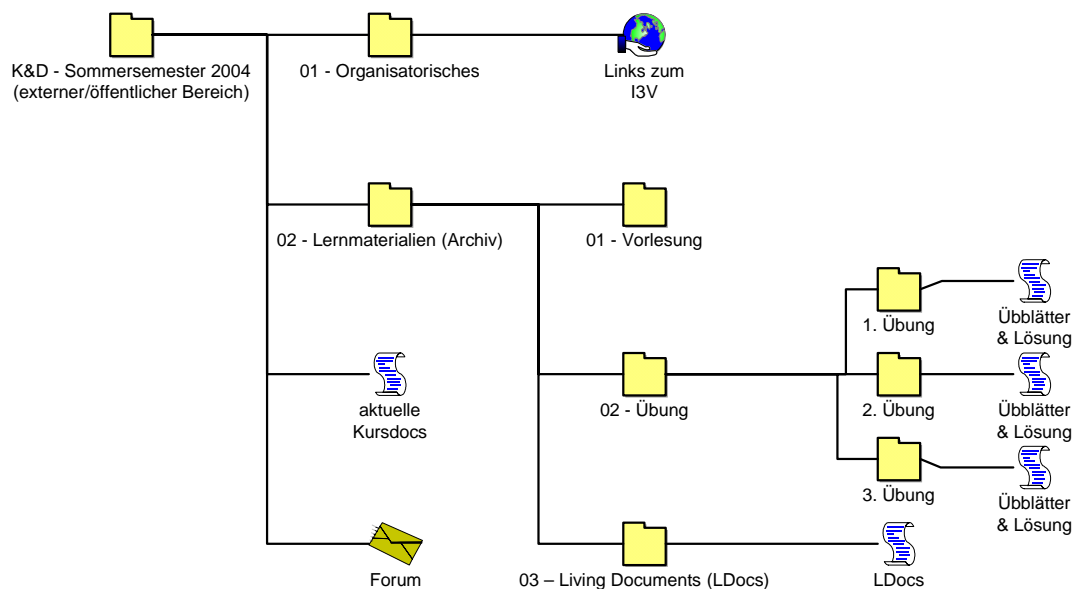 K&D - Sommersemester 2004
(externer/öffentlicher Bereich)
01 - Organisatorisches
Links zum
I3V
02 - Lernmaterialien (Archiv)
01 - Vorlesung
1. Übung
Übblätter
& Lösung
aktuelle
Kursdocs
02 - Übung
2. Übung
Übblätter
& Lösung
3. Übung
Übblätter
& Lösung
Forum
03 – Living Documents (LDocs)
LDocs